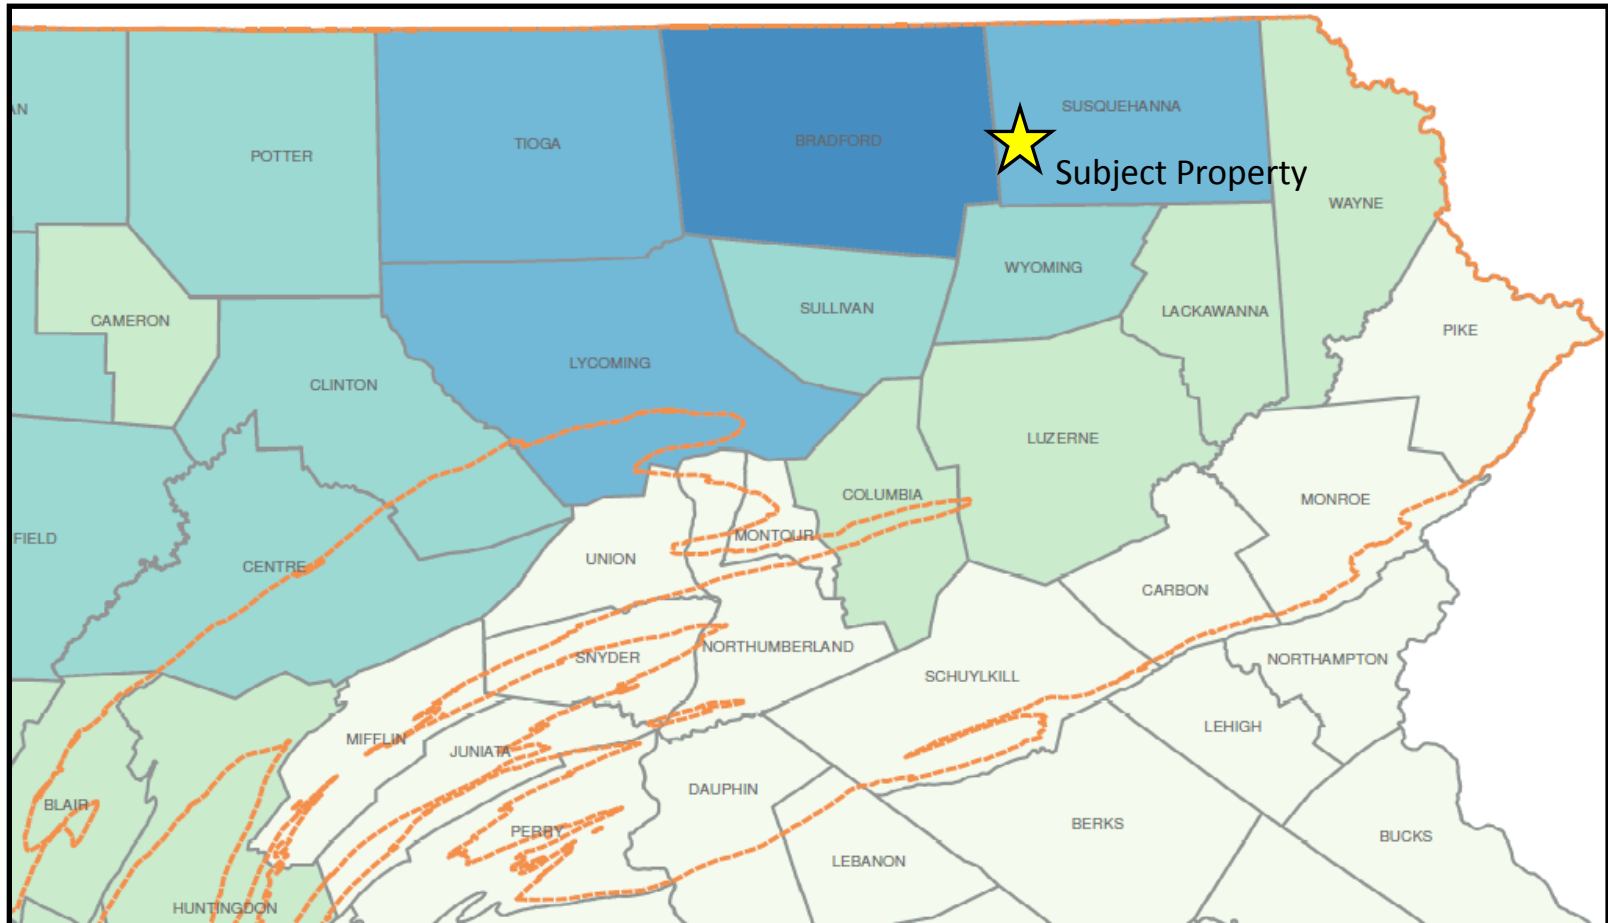 AN
SUSQUEHANNA
BRADFORD
TIOGA
POTTER
Subject Property
WAYNE
WYOMING
SULLIVAN
LACKAWANNA
CAMERON
PIKE
LYCOMING
CLINTON
LUZERNE
COLUMBIA
MONROE
MONTOUR
FIELD
UNION
CENTRE
CARBON
NORTHUMBERLAND
SNYDER
NORTHAMPTON
SCHUYLKILL
LEHIGH
MIFFLIN
JUNIATA
DAUPHIN
BLAIR
BERKS
PERRY
BUCKS
LEBANON
HUNTINGDON